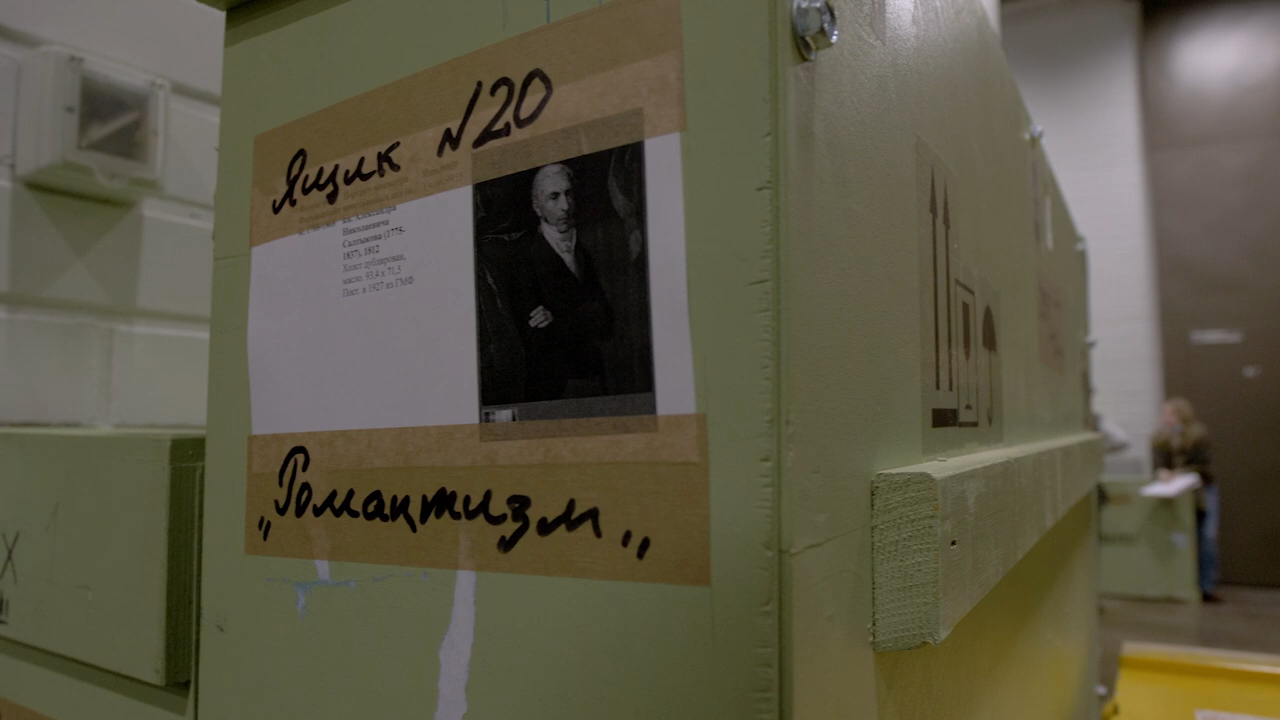 Ящик №20
кн. Александра
Николаевича
Салтыкова (1775-
1837). 1812
Холст дублирован,
масло. 93,4 x 71,5
Пост. в 1927 из ГМФ
„Романтизм„